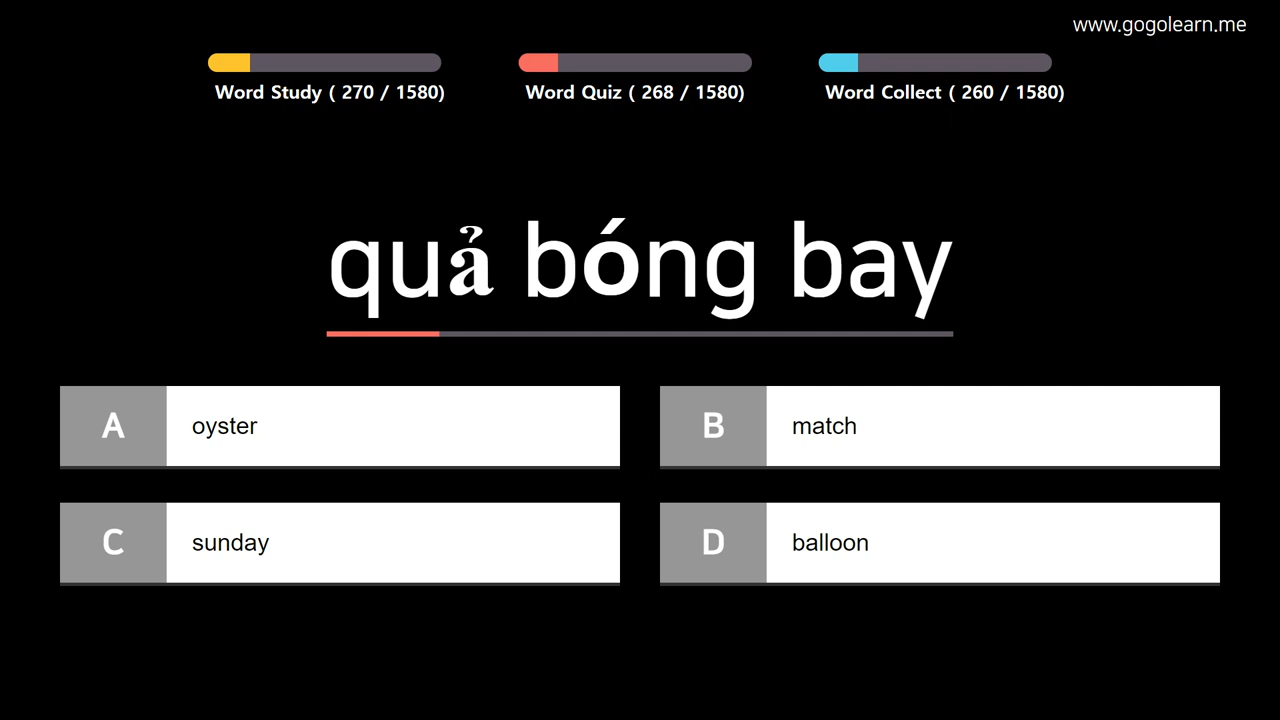 www.gogolearn.me
Word Study ( 270 / 1580)
Word Quiz ( 268 / 1580)
Word Collect ( 260 / 1580)
quả bóng bay
A oyster
B match
C sunday
D balloon